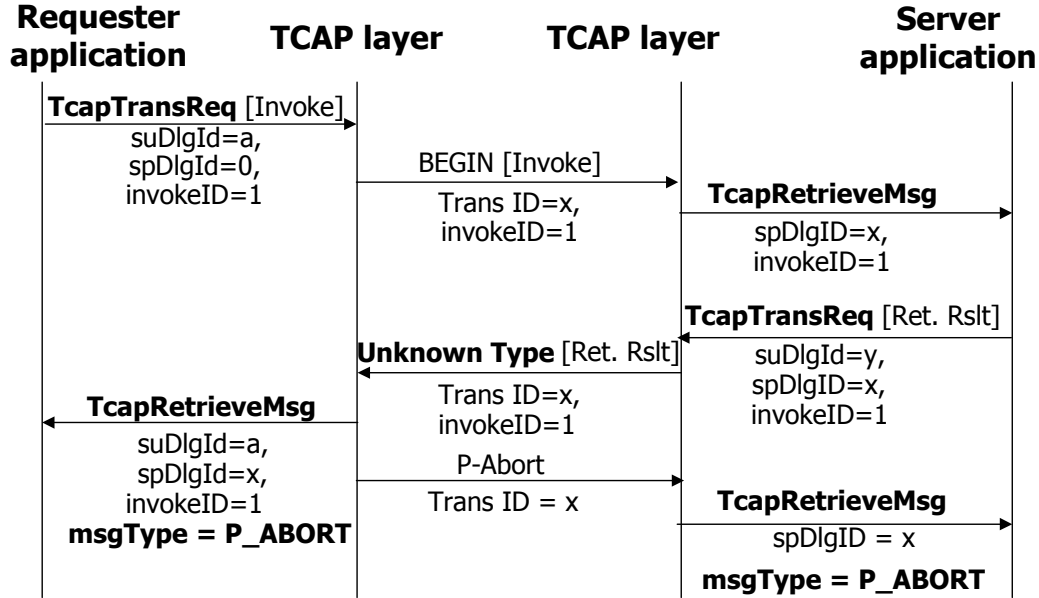 Requester
application
TCAP layer
TCAP layer
Server
application
TcapTransReq [Invoke]
suDlgId=a,
spDlgId=0,
invokeID=1
BEGIN [Invoke]
Trans ID=x,
invokeID=1
TcapRetrieveMsg
spDlgID=x,
invokeID=1
TcapTransReq [Ret. Rslt]
suDlgId=y,
spDlgID=x,
invokeID=1
Unknown Type [Ret. Rslt]
Trans ID=x,
invokeID=1
TcapRetrieveMsg
suDlgId=a,
spDlgId=x,
invokeID=1
msgType = P_ABORT
P-Abort
Trans ID = x
TcapRetrieveMsg
spDlgID = x
msgType = P_ABORT